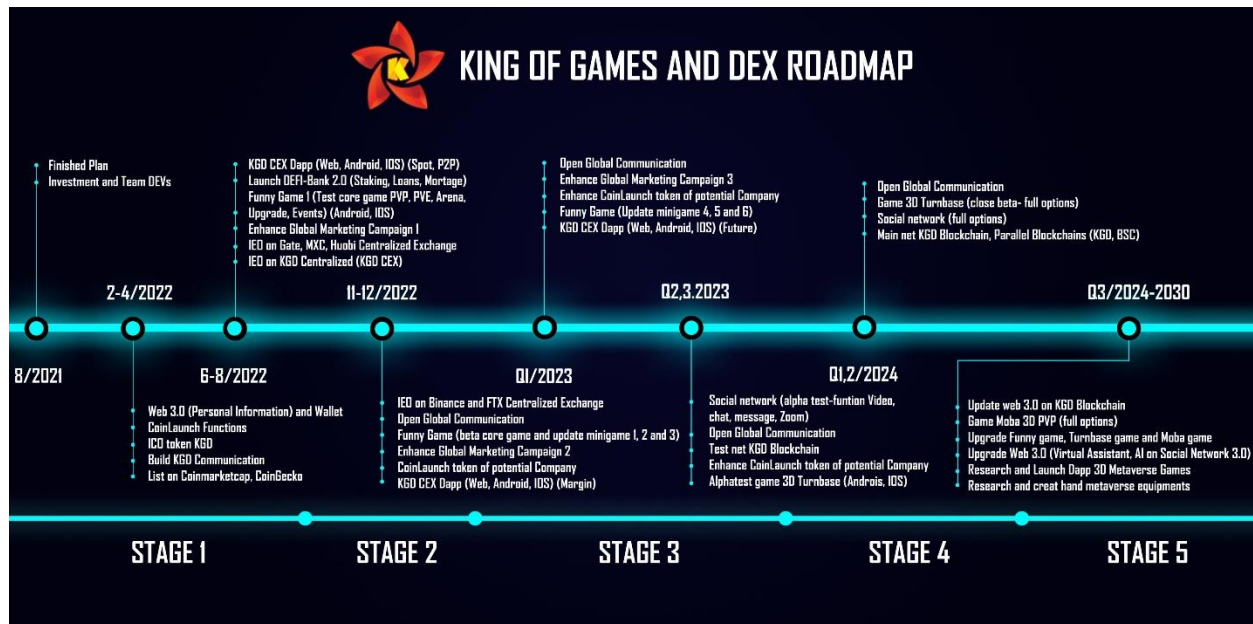 K
KING OF GAMES AND DEX ROADMAP
Finished Plan
Investment and Team DEVs
8/2021
2-4/2022
Web 3.0 (Personal Information) and Wallet
CoinLaunch Functions
ICO token KGD
Build KGD Communication
List on Coinmarketcap, CoinGecko
KGD CEX Dapp (Web, Android, IOS) (Spot, P2P)
Launch DEFI-Bank 2.0 (Staking, Loans, Mortage)
Funny Game 1 (Test core game PVP, PVE, Arena,
Upgrade, Events) (Android, IOS)
Enhance Global Marketing Campaign 1
IEO on Gate, MXC, Huobi Centralized Exchange
IEO on KGD Centralized (KGD CEX)
6-8/2022
11-12/2022
IEO on Binance and FTX Centralized Exchange
Open Global Communication
Funny Game (beta core game and update minigame 1, 2 and 3)
Enhance Global Marketing Campaign 2
CoinLaunch token of potential Company
KGD CEX Dapp (Web, Android, IOS) (Margin)
Open Global Communication
Enhance Global Marketing Campaign 3
Enhance CoinLaunch token of potential Company
Funny Game (Update minigame 4, 5 and 6)
KGD CEX Dapp (Web, Android, IOS) (Future)
Q1/2023
Q2,3.2023
Social network (alpha test-funtion Video,
chat, message, Zoom)
Open Global Communication
Test net KGD Blockchain
Enhance CoinLaunch token of potential Company
Alphatest game 3D Turnbase (Androis, IOS)
Open Global Communication
Game 3D Turnbase (close beta- full options)
Social network (full options)
Main net KGD Blockchain, Parallel Blockchains (KGD, BSC)
Q1,2/2024
Q3/2024-2030
Update web 3.0 on KGD Blockchain
Game Moba 3D PVP (full options)
Upgrade Funny game, Turnbase game and Moba game
Upgrade Web 3.0 (Virtual Assistant, AI on Social Network 3.0)
Research and Launch Dapp 3D Metaverse Games
Research and creat hand metaverse equipments
STAGE 1
STAGE 2
STAGE 3
STAGE 4
STAGE 5